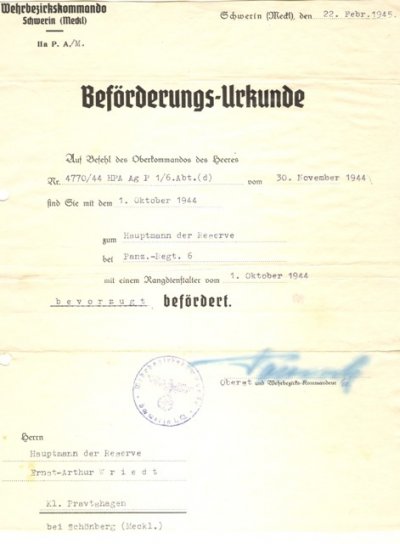 Wehrbezirkskommando
Schwerin (Meckl)
IIa P. A/M.
Schwerin (Meckl), den 22. Febr. 1945.
Beförderungs-Urkunde
Auf Befehl des Oberkommandos des Heeres
Nr. 4770/44 HPA Ag P 1/6.Abt.(d) vom 30. November 1944
sind Sie mit dem 1. Oktober 1944
zum Hauptmann der Reserve
bei Panz.-Regt. 6
mit einem Rangdienstalter vom 1. Oktober 1944
bevorzugt befördert.
Oberst und Wehrbezirks-Kommandeur
Herrn
Hauptmann der Reserve
Ernst-Arthur Kriedt
Kl. Pravtshagen
bei Schönberg (Meckl.)